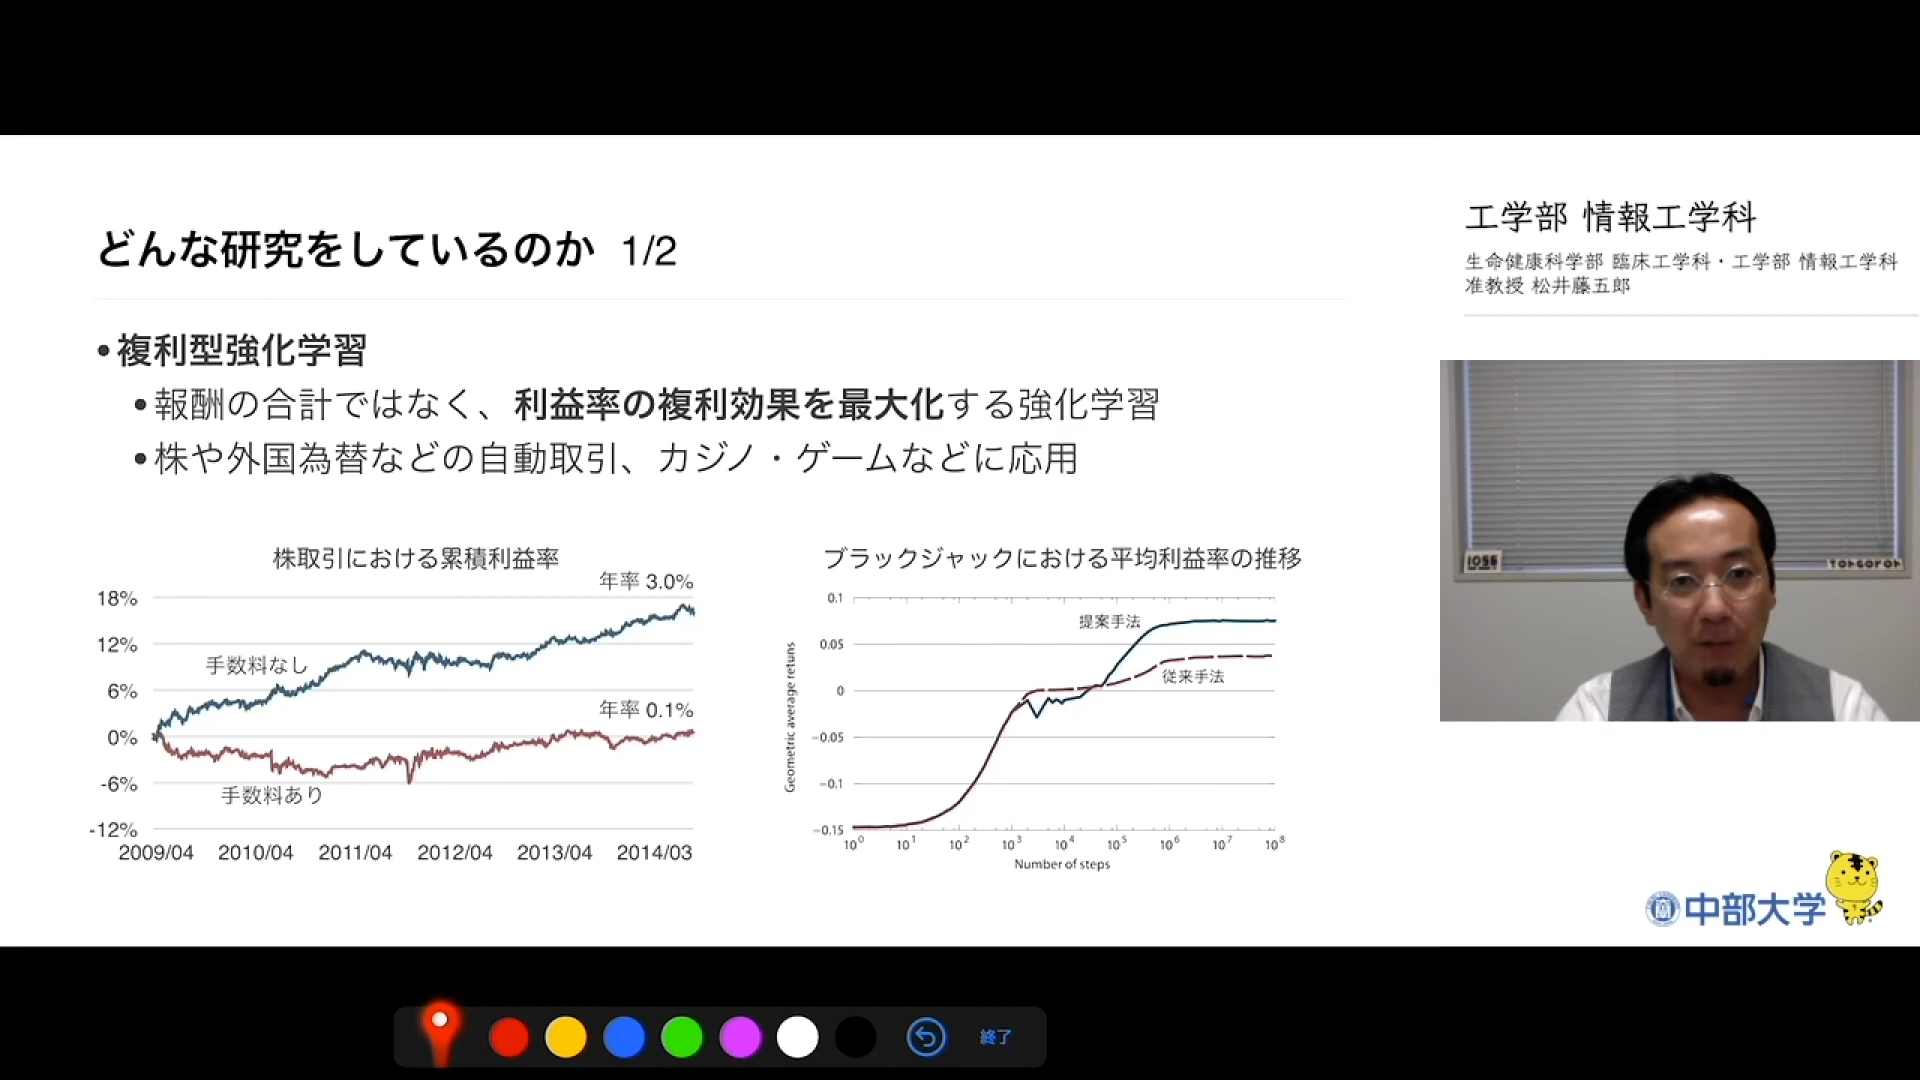 どんな研究をしているのか 1/2
•複利型強化学習
•報酬の合計ではなく、利益率の複利効果を最大化する強化学習
•株や外国為替などの自動取引、カジノ・ゲームなどに応用
株取引における累積利益率
年率 3.0%
18%
12%
6%
0%
-6%
-12%
手数料なし
年率 0.1%
手数料あり
2009/04 2010/04 2011/04 2012/04 2013/04 2014/03
ブラックジャックにおける平均利益率の推移
0.1
0.05
0
−0.05
−0.1
−0.15
Geometric average retuns
提案手法
従来手法
10⁰ 10¹ 10² 10³ 10⁴ 10⁵ 10⁶ 10⁷ 10⁸
Number of steps
工学部 情報工学科
生命健康科学部 臨床工学科・工学部 情報工学科
准教授 松井藤五郎
中部大学
終了